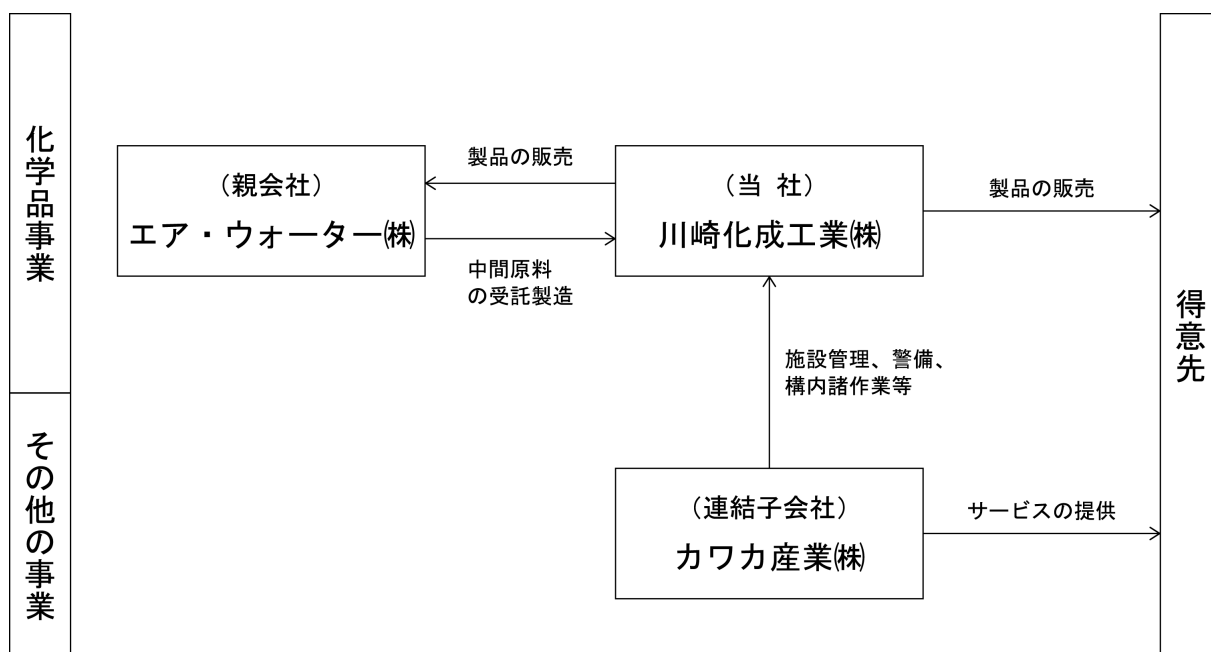 化学品事業
（親会社）
エア・ウォーター㈱
製品の販売
中間原料
の受託製造
（当 社）
川崎化成工業㈱
製品の販売
得意先
施設管理、警備、
構内諸作業等
その他の事業
（連結子会社）
カワカ産業㈱
サービスの提供